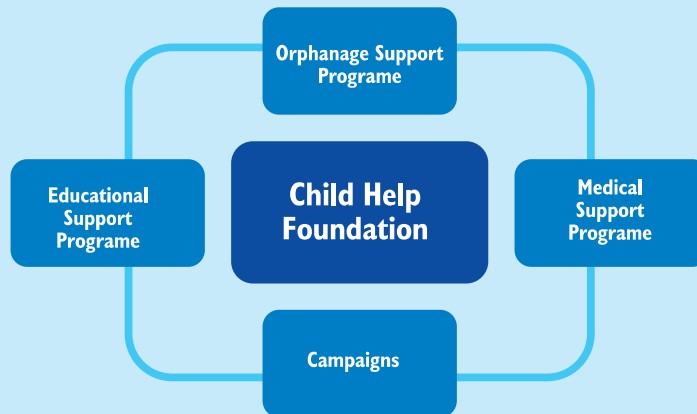 Orphanage Support
Programe
Educational
Support
Programe
Child Help
Foundation
Medical
Support
Programe
Campaigns